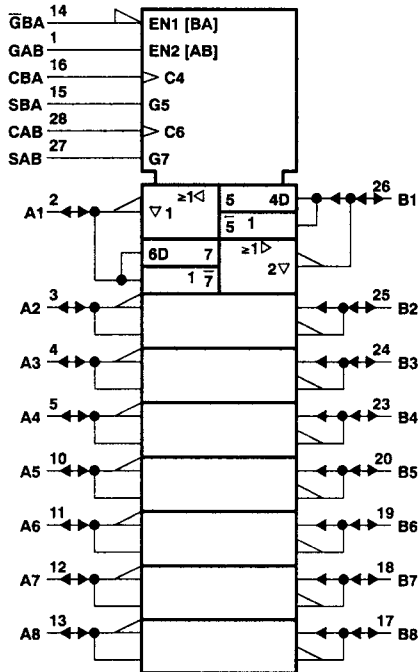 G̅BA 14 EN1 [BA]
GAB 1 EN2 [AB]
CBA 16 C4
SBA 15 G5
CAB 28 C6
SAB 27 G7
A1 2 ≥1◁ 5 4D 26 B1
▽1 5̅ 1
6D 7 ≥1▷
1 7̅ 2▽
A2 3 25 B2
A3 4 24 B3
A4 5 23 B4
A5 10 20 B5
A6 11 19 B6
A7 12 18 B7
A8 13 17 B8